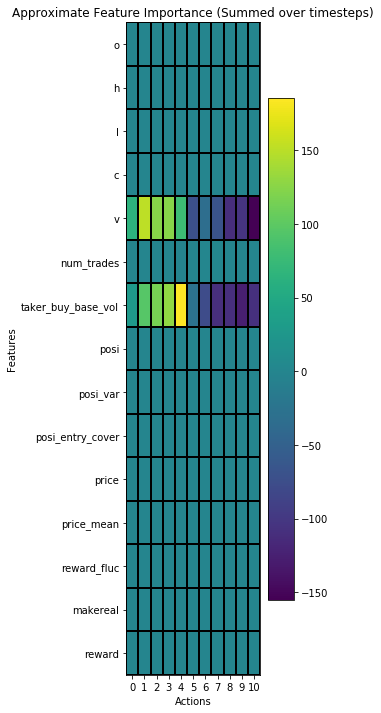 Approximate Feature Importance (Summed over timesteps)
Features
o
h
l
c
v
num_trades
taker_buy_base_vol
posi
posi_var
posi_entry_cover
price
price_mean
reward_fluc
makereal
reward
0 1 2 3 4 5 6 7 8 9 10
Actions
150
100
50
0
−50
−100
−150